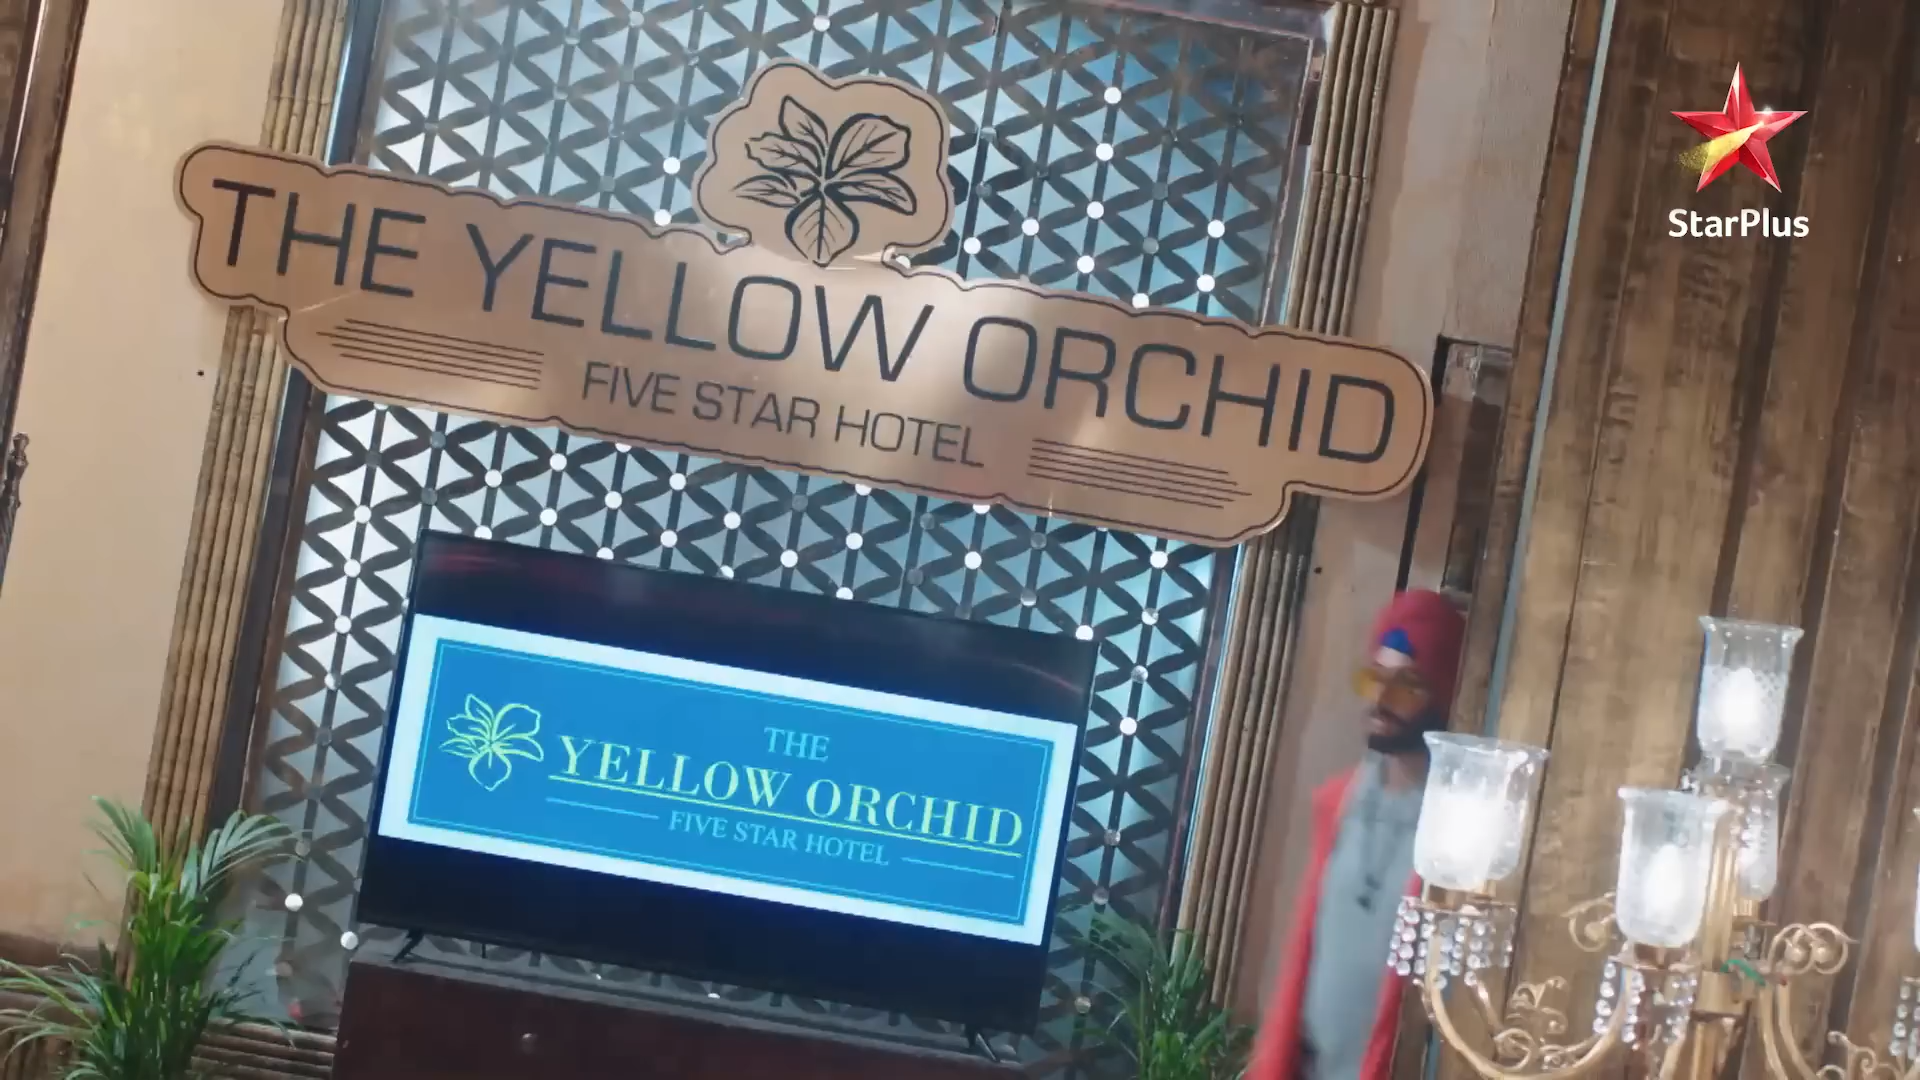 StarPlus
THE YELLOW ORCHID
FIVE STAR HOTEL
THE
YELLOW ORCHID
FIVE STAR HOTEL